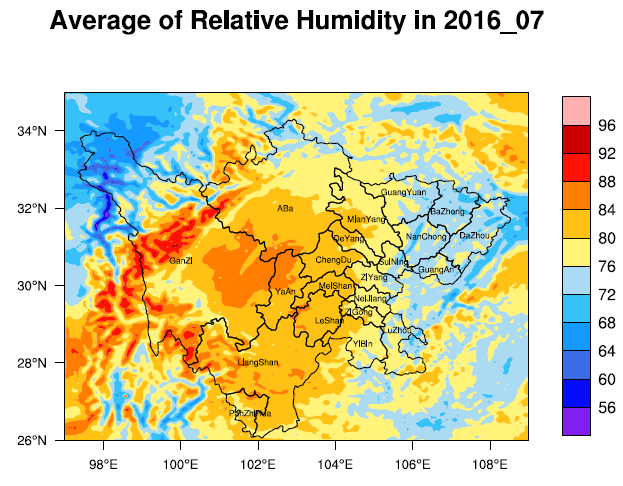 Average of Relative Humidity in 2016_07
34°N
32°N
30°N
28°N
26°N
98°E
100°E
102°E
104°E
106°E
108°E
96
92
88
84
80
76
72
68
64
60
56
GuangYuan
ABa
BaZhong
MianYang
DeYang
NanChong
DaZhou
GanZI
ChengDu
SuiNing
GuangAn
ZIYang
YaAn
MeIShan
NeIJIang
ZIGong
LeShan
LuZhou
YIBIn
LIangShan